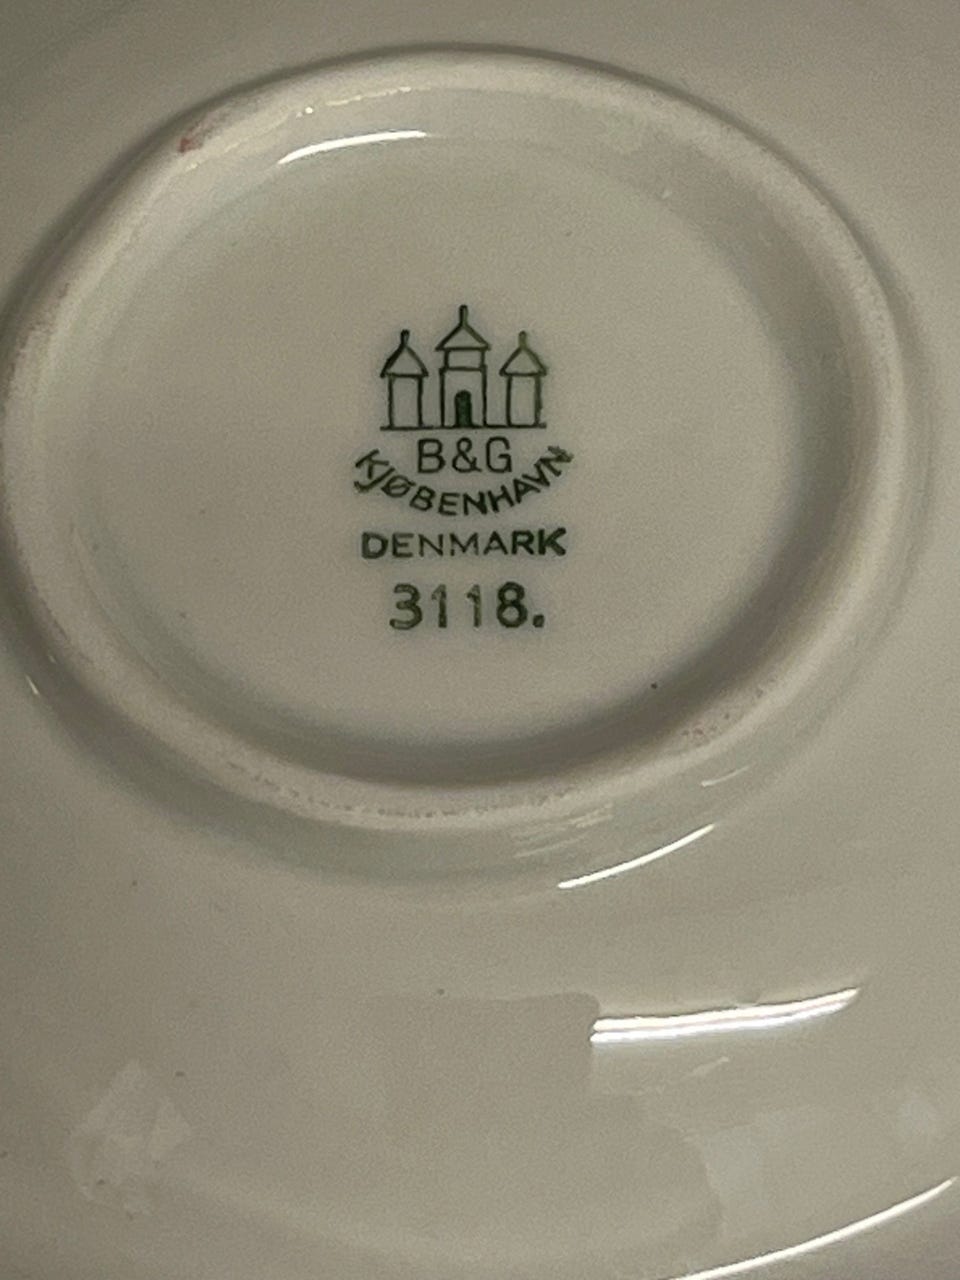 B&G
KJØBENHAVN
DENMARK
3118.